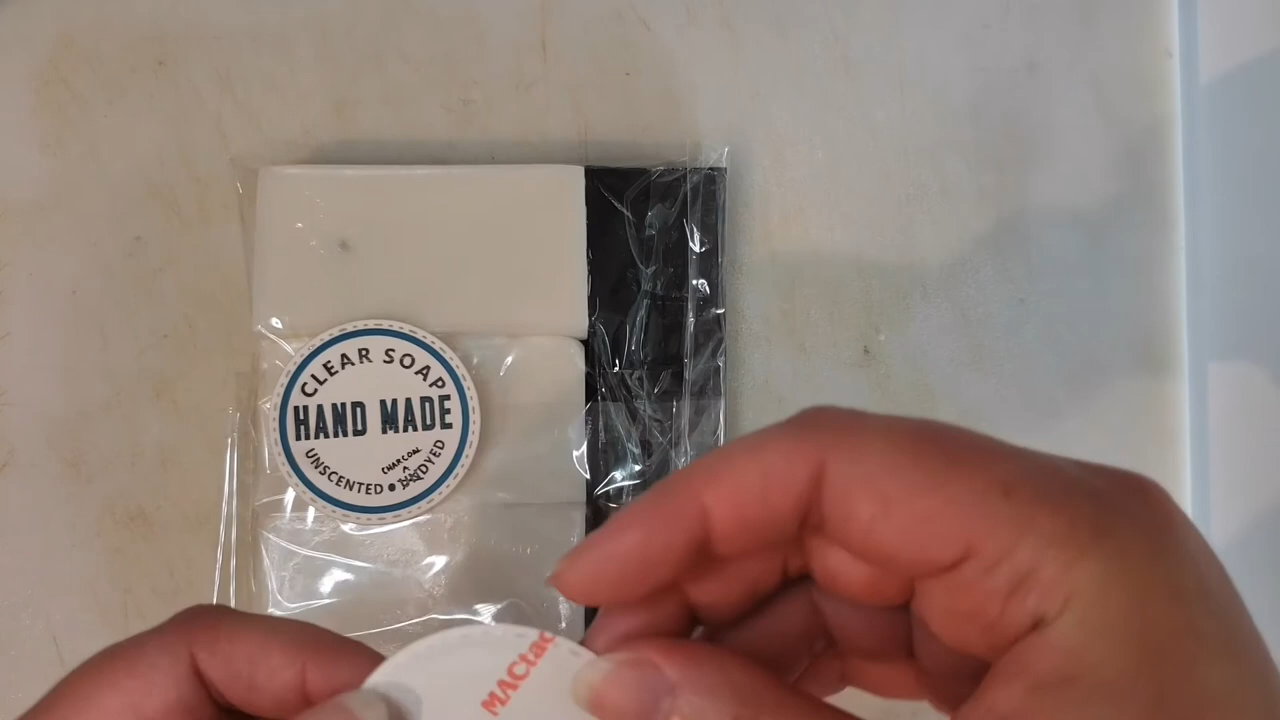 CLEAR SOAP
HAND MADE
CHARCOAL
UNSCENTED • DYED
MACtac